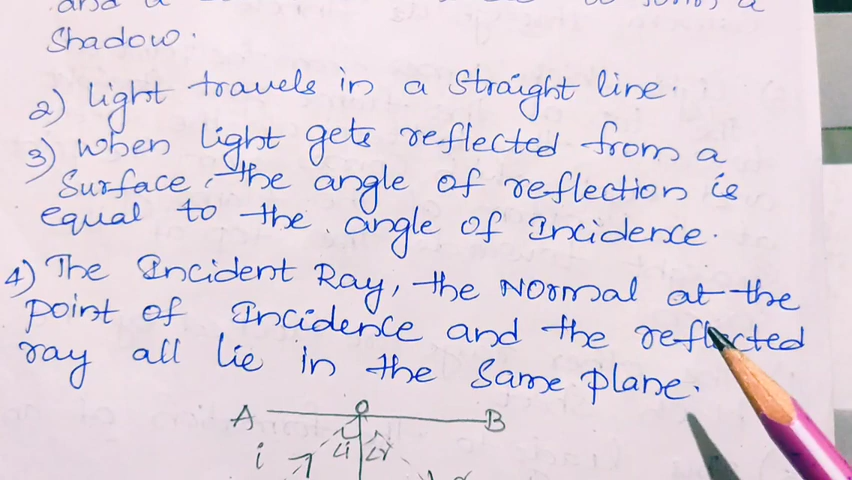 Shadow.
2) light travels in a straight line.
3) when light gets reflected from a
Surface, the angle of reflection is
equal to the angle of Incidence.
4) The Incident Ray, the Normal at the
point of Incidence and the reflected
ray all lie in the same plane.
A O B
i ∠i ∠r